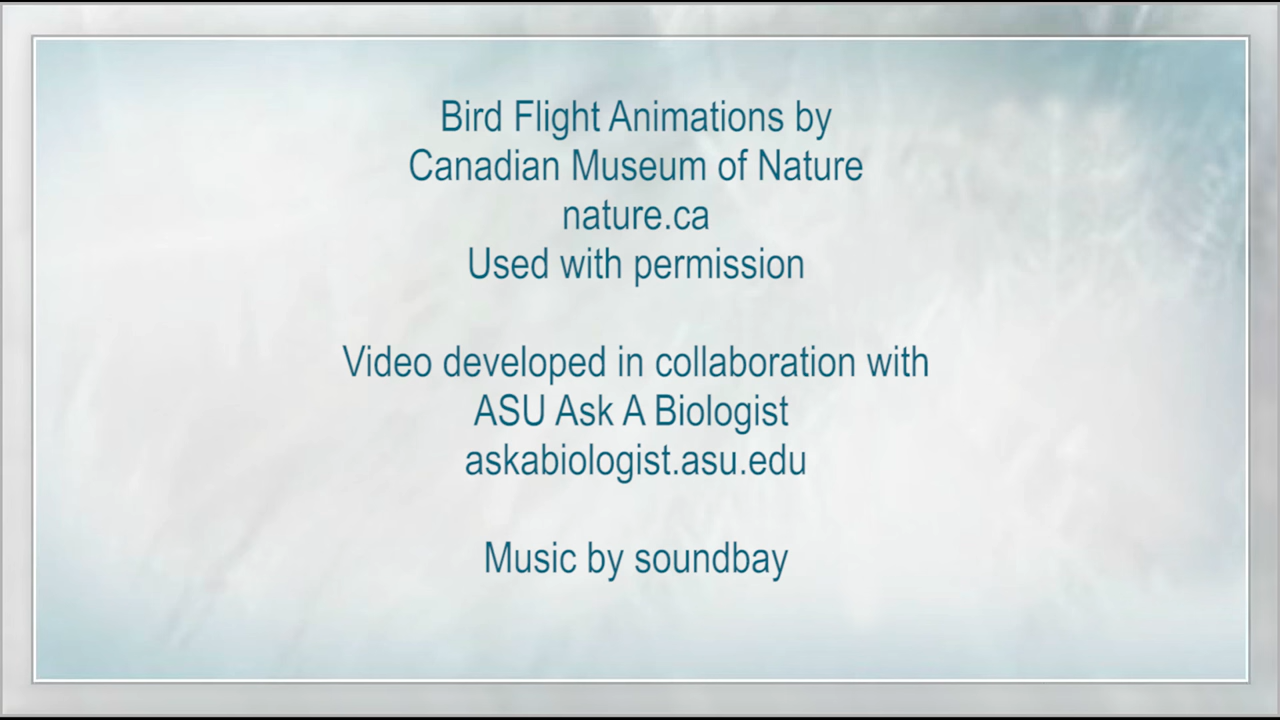 Bird Flight Animations by
Canadian Museum of Nature
nature.ca
Used with permission
Video developed in collaboration with
ASU Ask A Biologist
askabiologist.asu.edu
Music by soundbay